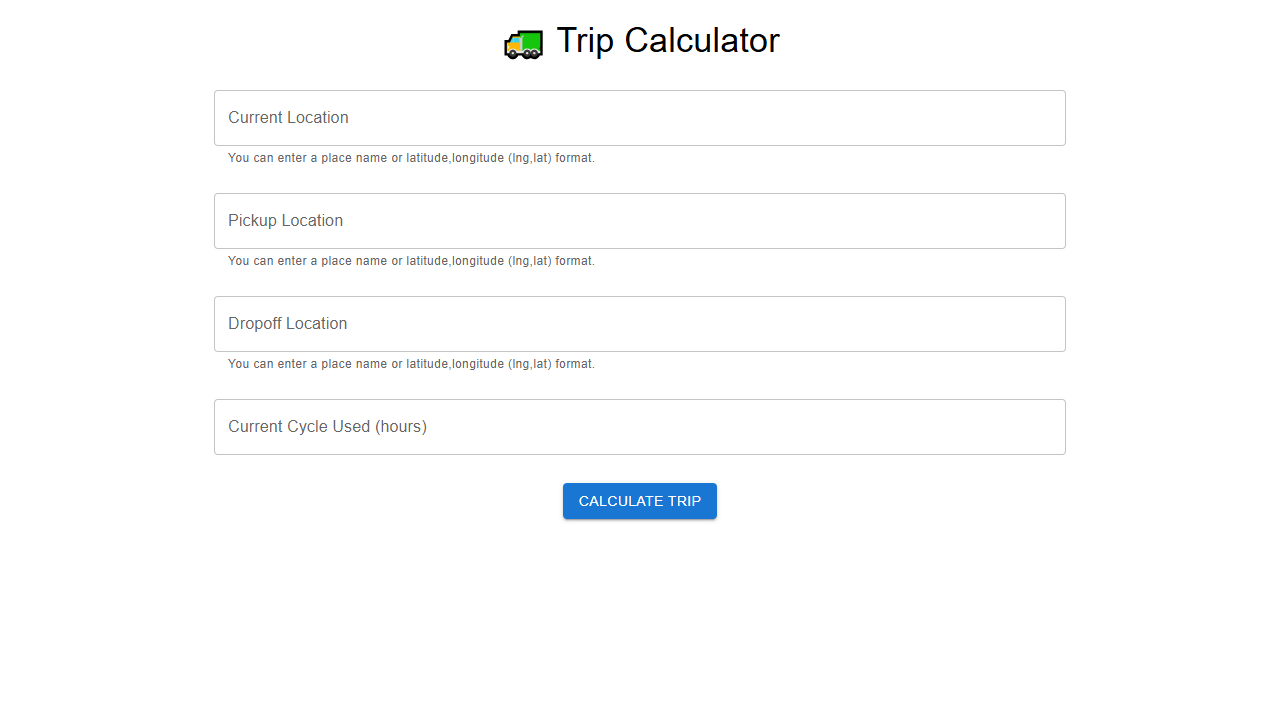 Trip Calculator
Current Location
You can enter a place name or latitude,longitude (lng,lat) format.
Pickup Location
You can enter a place name or latitude,longitude (lng,lat) format.
Dropoff Location
You can enter a place name or latitude,longitude (lng,lat) format.
Current Cycle Used (hours)
CALCULATE TRIP